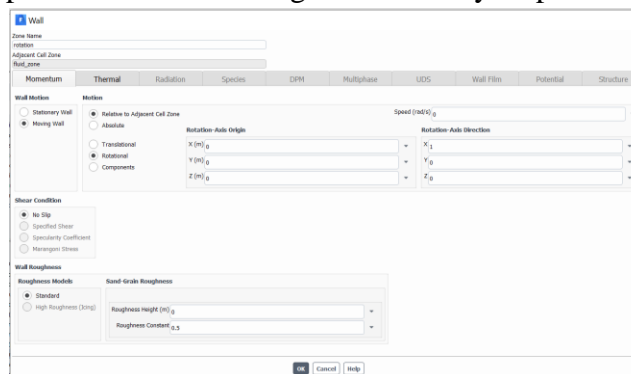 Wall
Zone Name
rotation
Adjacent Cell Zone
fluid_zone
Momentum Thermal Radiation Species DPM Multiphase UDS Wall Film Potential Structure
Wall Motion Motion
Stationary Wall Relative to Adjacent Cell Zone Speed (rad/s) 0
Moving Wall Absolute
Rotation-Axis Origin Rotation-Axis Direction
Translational X (m) 0 X 1
Rotational Y (m) 0 Y 0
Components Z (m) 0 Z 0
Shear Condition
No Slip
Specified Shear
Specularity Coefficient
Marangoni Stress
Wall Roughness
Roughness Models Sand-Grain Roughness
Standard
High Roughness (Icing) Roughness Height (m) 0
Roughness Constant 0.5
OK Cancel Help